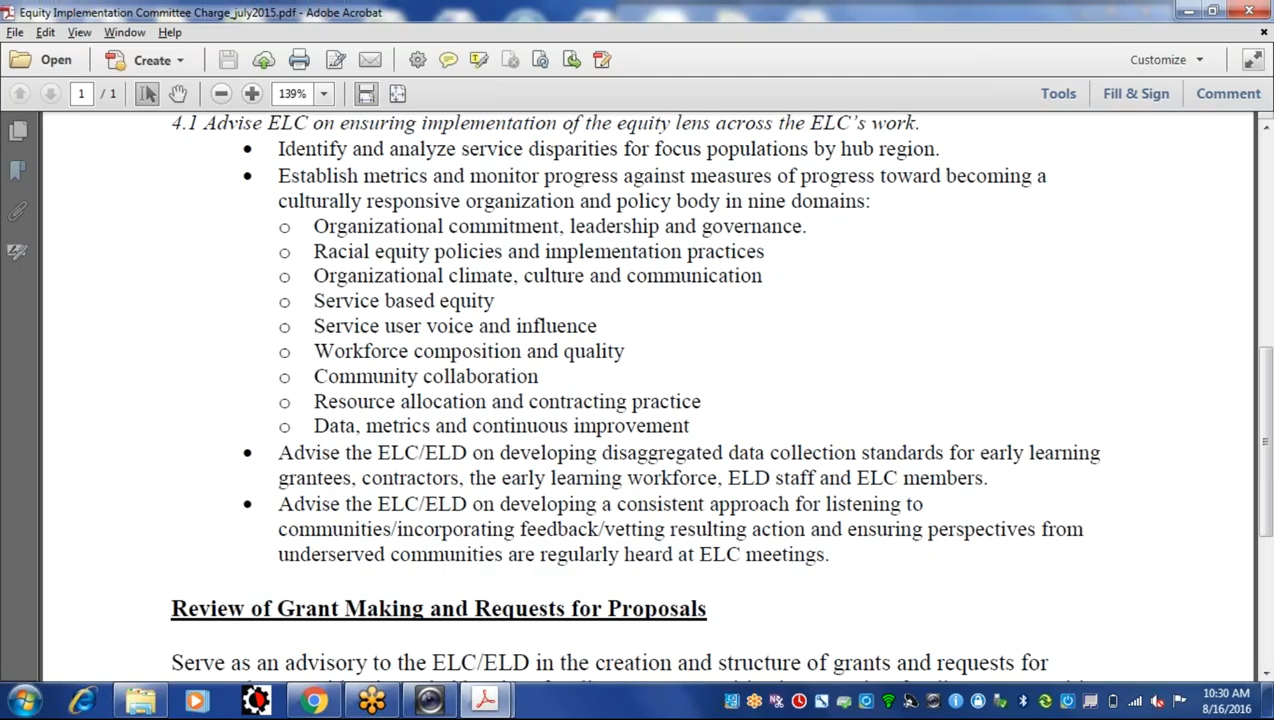 Equity Implementation Committee Charge_july2015.pdf - Adobe Acrobat
File Edit View Window Help
Open Create Customize
1 / 1 139% Tools Fill & Sign Comment
4.1 Advise ELC on ensuring implementation of the equity lens across the ELC's work.
• Identify and analyze service disparities for focus populations by hub region.
• Establish metrics and monitor progress against measures of progress toward becoming a
culturally responsive organization and policy body in nine domains:
o Organizational commitment, leadership and governance.
o Racial equity policies and implementation practices
o Organizational climate, culture and communication
o Service based equity
o Service user voice and influence
o Workforce composition and quality
o Community collaboration
o Resource allocation and contracting practice
o Data, metrics and continuous improvement
• Advise the ELC/ELD on developing disaggregated data collection standards for early learning
grantees, contractors, the early learning workforce, ELD staff and ELC members.
• Advise the ELC/ELD on developing a consistent approach for listening to
communities/incorporating feedback/vetting resulting action and ensuring perspectives from
underserved communities are regularly heard at ELC meetings.
Review of Grant Making and Requests for Proposals
Serve as an advisory to the ELC/ELD in the creation and structure of grants and requests for
10:30 AM
8/16/2016